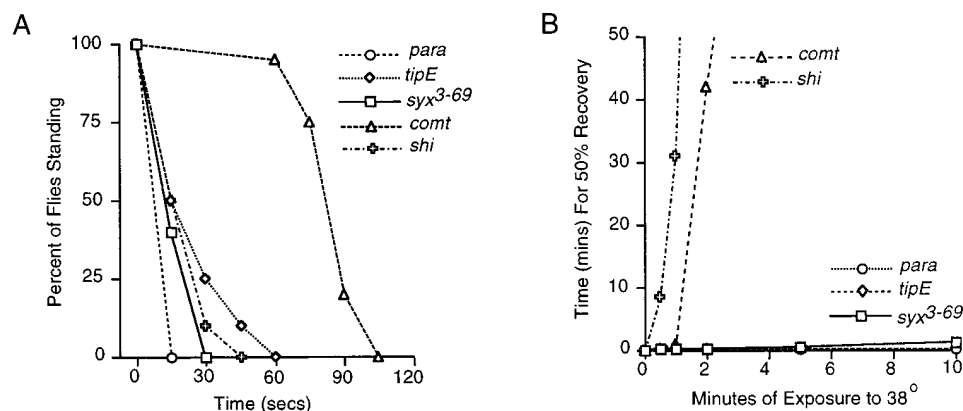 A
Percent of Flies Standing
100
75
50
25
0
0 30 60 90 120
Time (secs)
para
tipE
syx3-69
comt
shi
B
Time (mins) For 50% Recovery
50
40
30
20
10
0
0 2 4 6 8 10
Minutes of Exposure to 38°
comt
shi
para
tipE
syx3-69